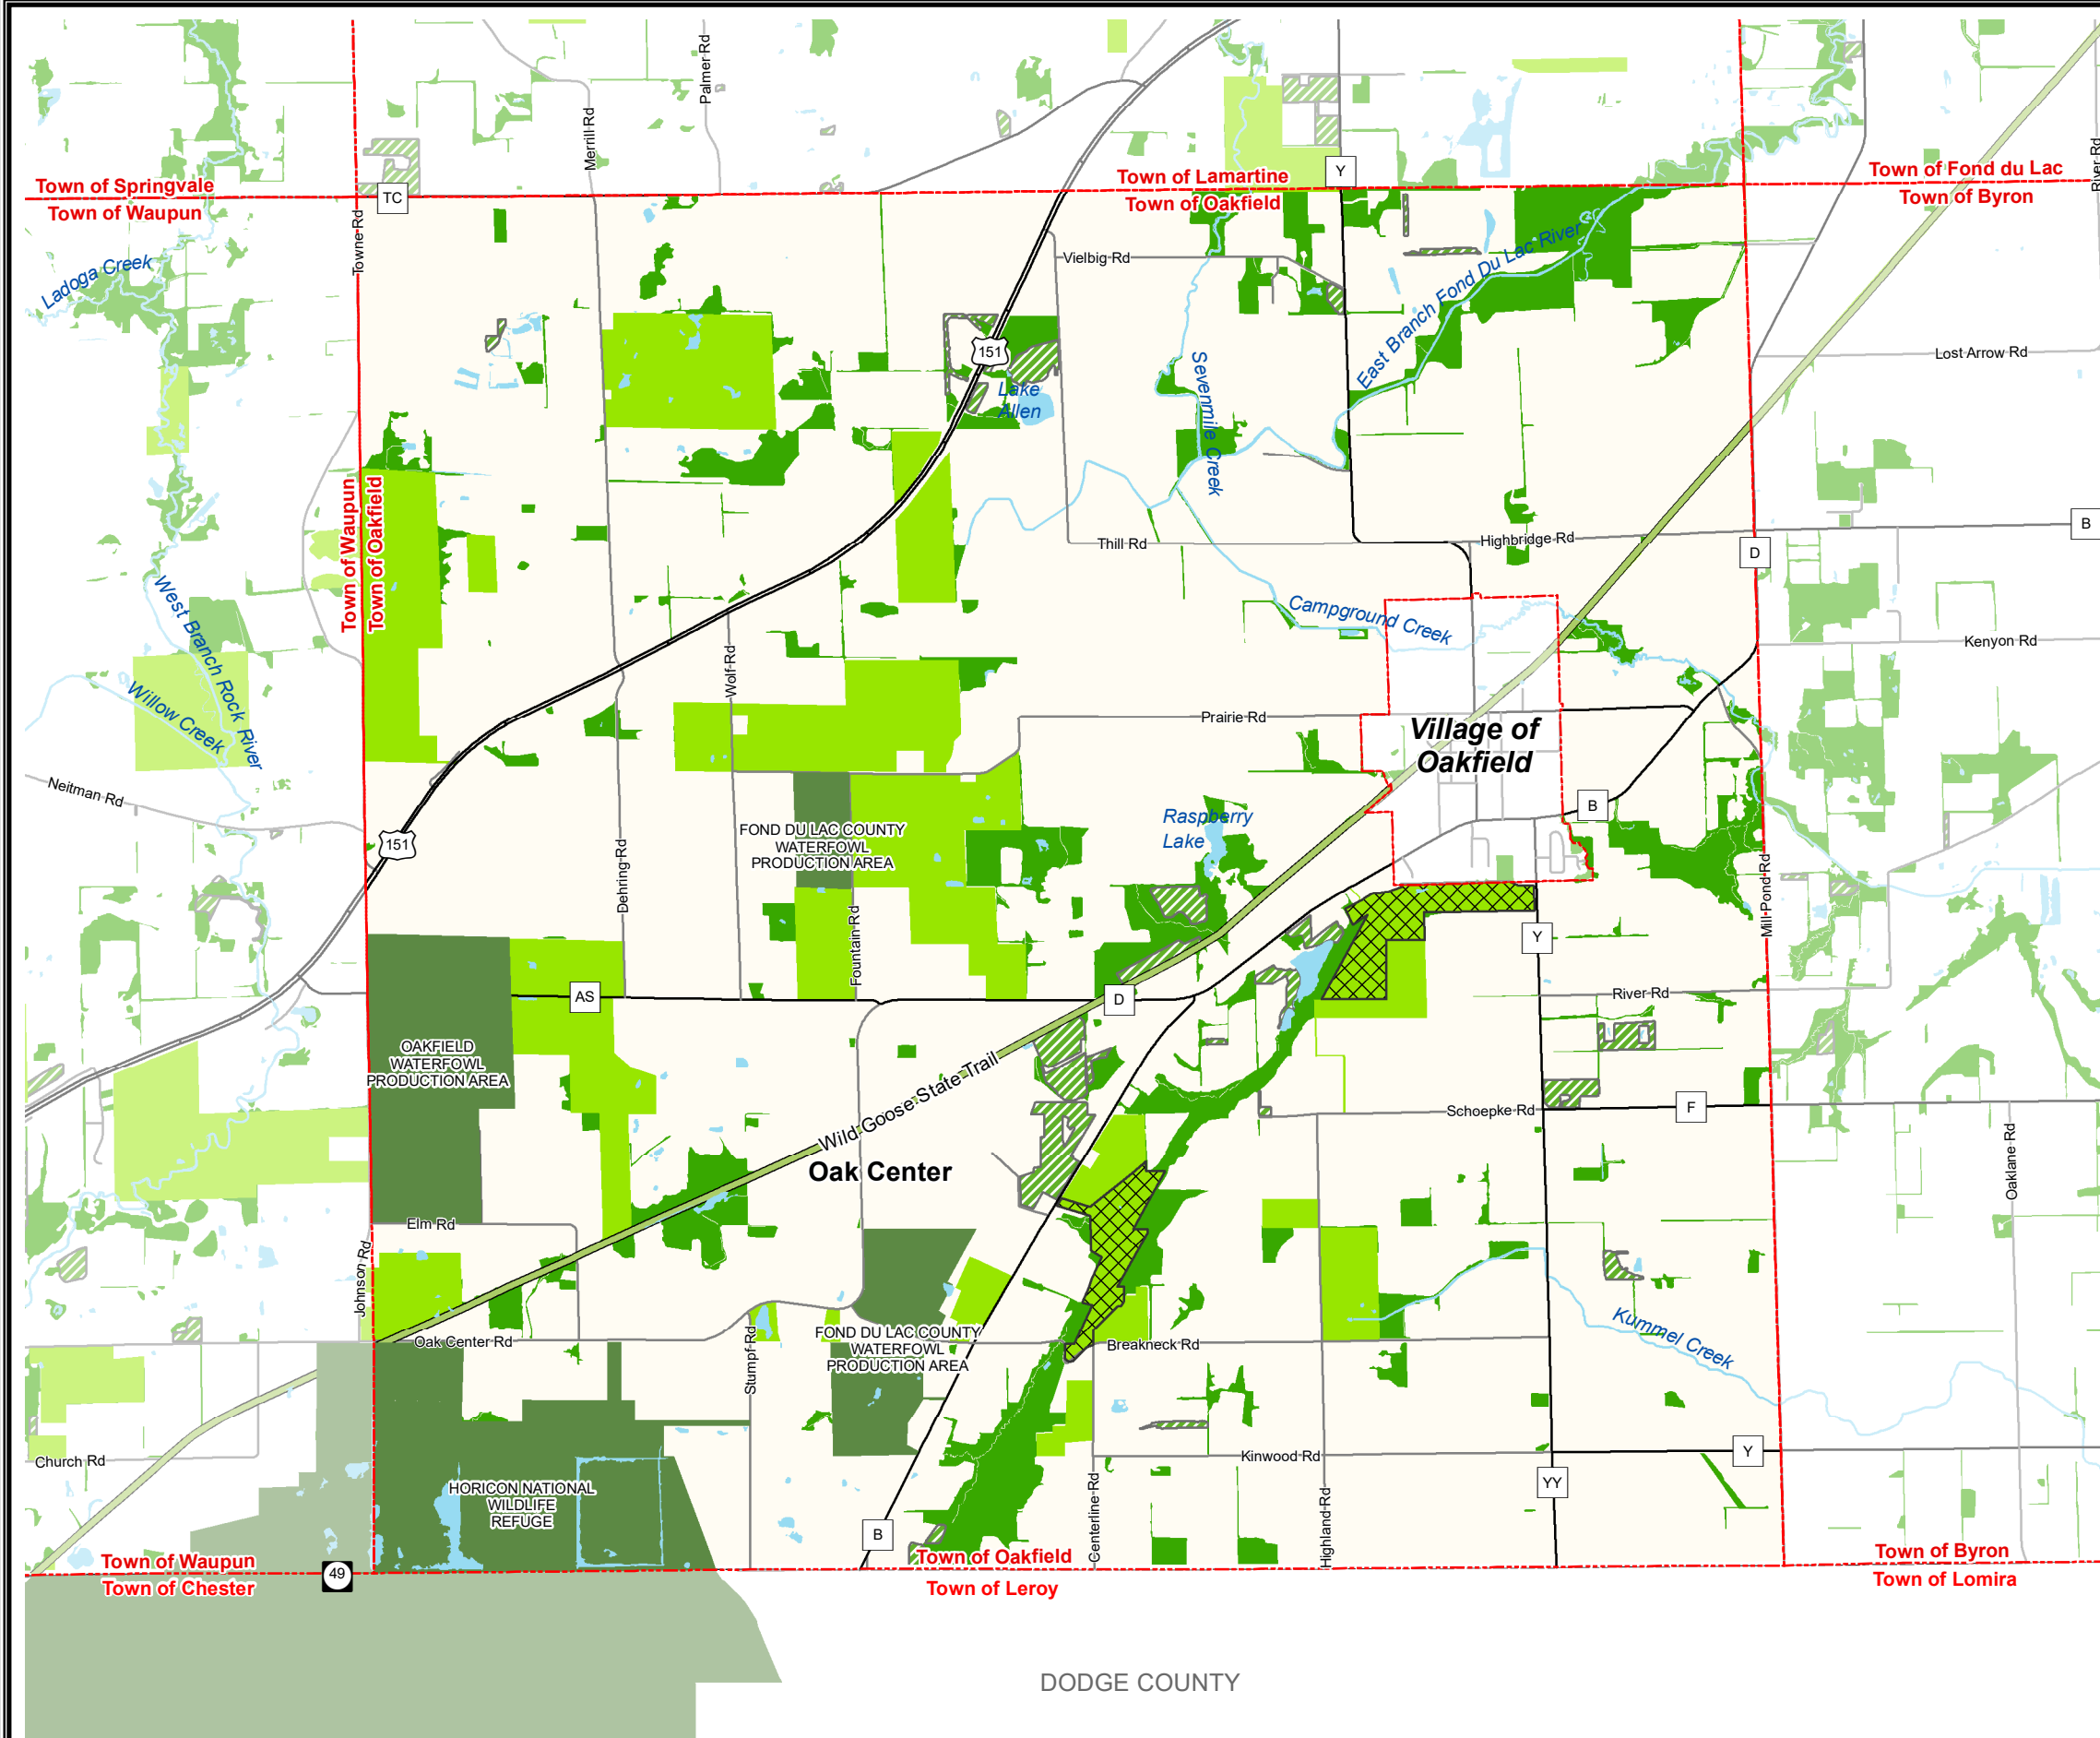 Palmer Rd
Merrill Rd
River Rd
Town of Springvale
Town of Waupun
TC
Town of Lamartine
Town of Oakfield
Y
Town of Fond du Lac
Town of Byron
Towne Rd
Ladoga Creek
Vielbig Rd
East Branch Fond Du Lac River
151
Lake
Allen
Sevenmile Creek
Lost Arrow Rd
Town of Waupun
Town of Oakfield
Thill Rd
Highbridge Rd
D
B
West Branch Rock River
Willow Creek
Campground Creek
Kenyon Rd
Wolf Rd
Prairie Rd
Village of
Oakfield
Neitman Rd
151
FOND DU LAC COUNTY
WATERFOWL
PRODUCTION AREA
Raspberry
Lake
B
Dehring Rd
Fountain Rd
Mill Pond Rd
Y
AS
D
River Rd
OAKFIELD
WATERFOWL
PRODUCTION AREA
Wild Goose State Trail
Schoepke Rd
F
Oak Center
Oaklane Rd
Elm Rd
Johnson Rd
Oak Center Rd
Stumpf Rd
FOND DU LAC COUNTY
WATERFOWL
PRODUCTION AREA
Breakneck Rd
Kummel Creek
Church Rd
Kinwood Rd
Y
YY
HORICON NATIONAL
WILDLIFE
REFUGE
B
Centerline Rd
Highland Rd
Town of Waupun
Town of Chester
49
Town of Oakfield
Town of Leroy
Town of Byron
Town of Lomira
DODGE COUNTY